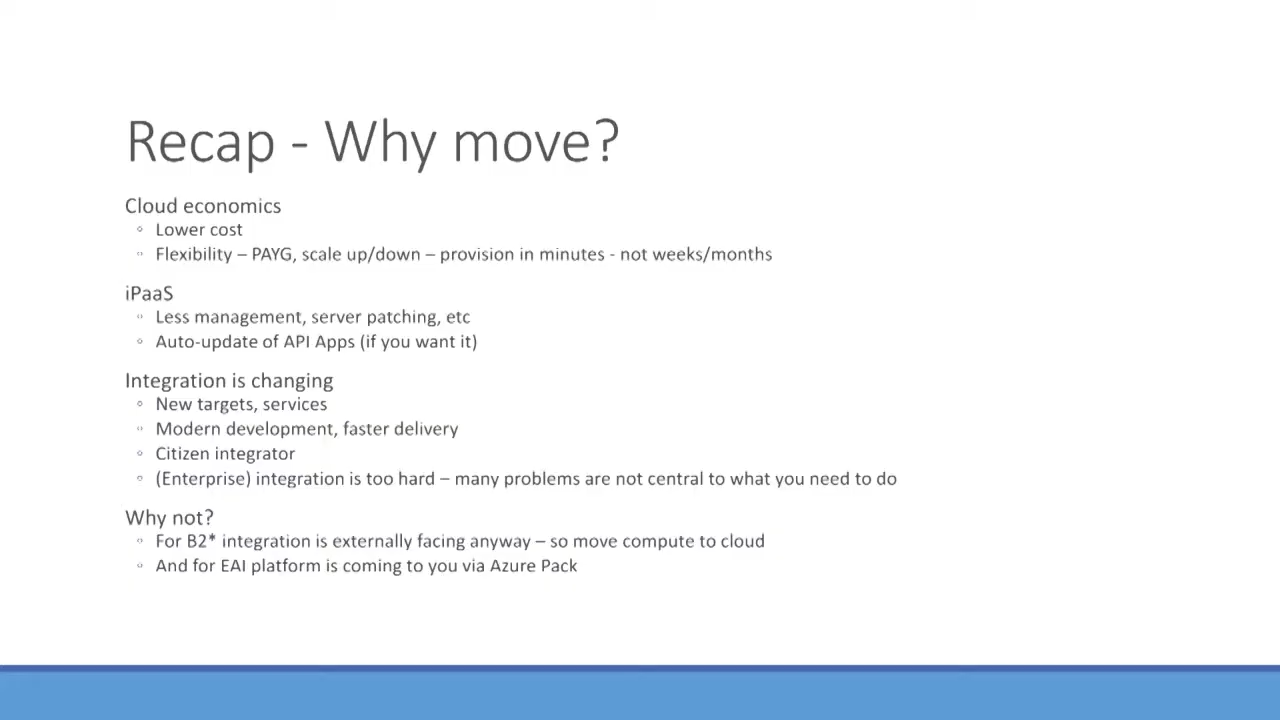 Recap - Why move?
Cloud economics
◦ Lower cost
◦ Flexibility – PAYG, scale up/down – provision in minutes - not weeks/months
iPaaS
◦ Less management, server patching, etc
◦ Auto-update of API Apps (if you want it)
Integration is changing
◦ New targets, services
◦ Modern development, faster delivery
◦ Citizen integrator
◦ (Enterprise) integration is too hard – many problems are not central to what you need to do
Why not?
◦ For B2* integration is externally facing anyway – so move compute to cloud
◦ And for EAI platform is coming to you via Azure Pack